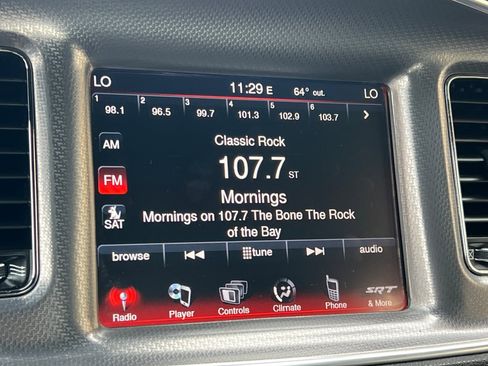 LO 11:29 E 64° out. LO
1 98.1 2 96.5 3 99.7 4 101.3 5 102.9 6 103.7 >
Classic Rock
AM
107.7 ST
FM
Mornings
SAT
Mornings on 107.7 The Bone The Rock
of the Bay
browse tune audio
Radio Player Controls Climate Phone SRT & More